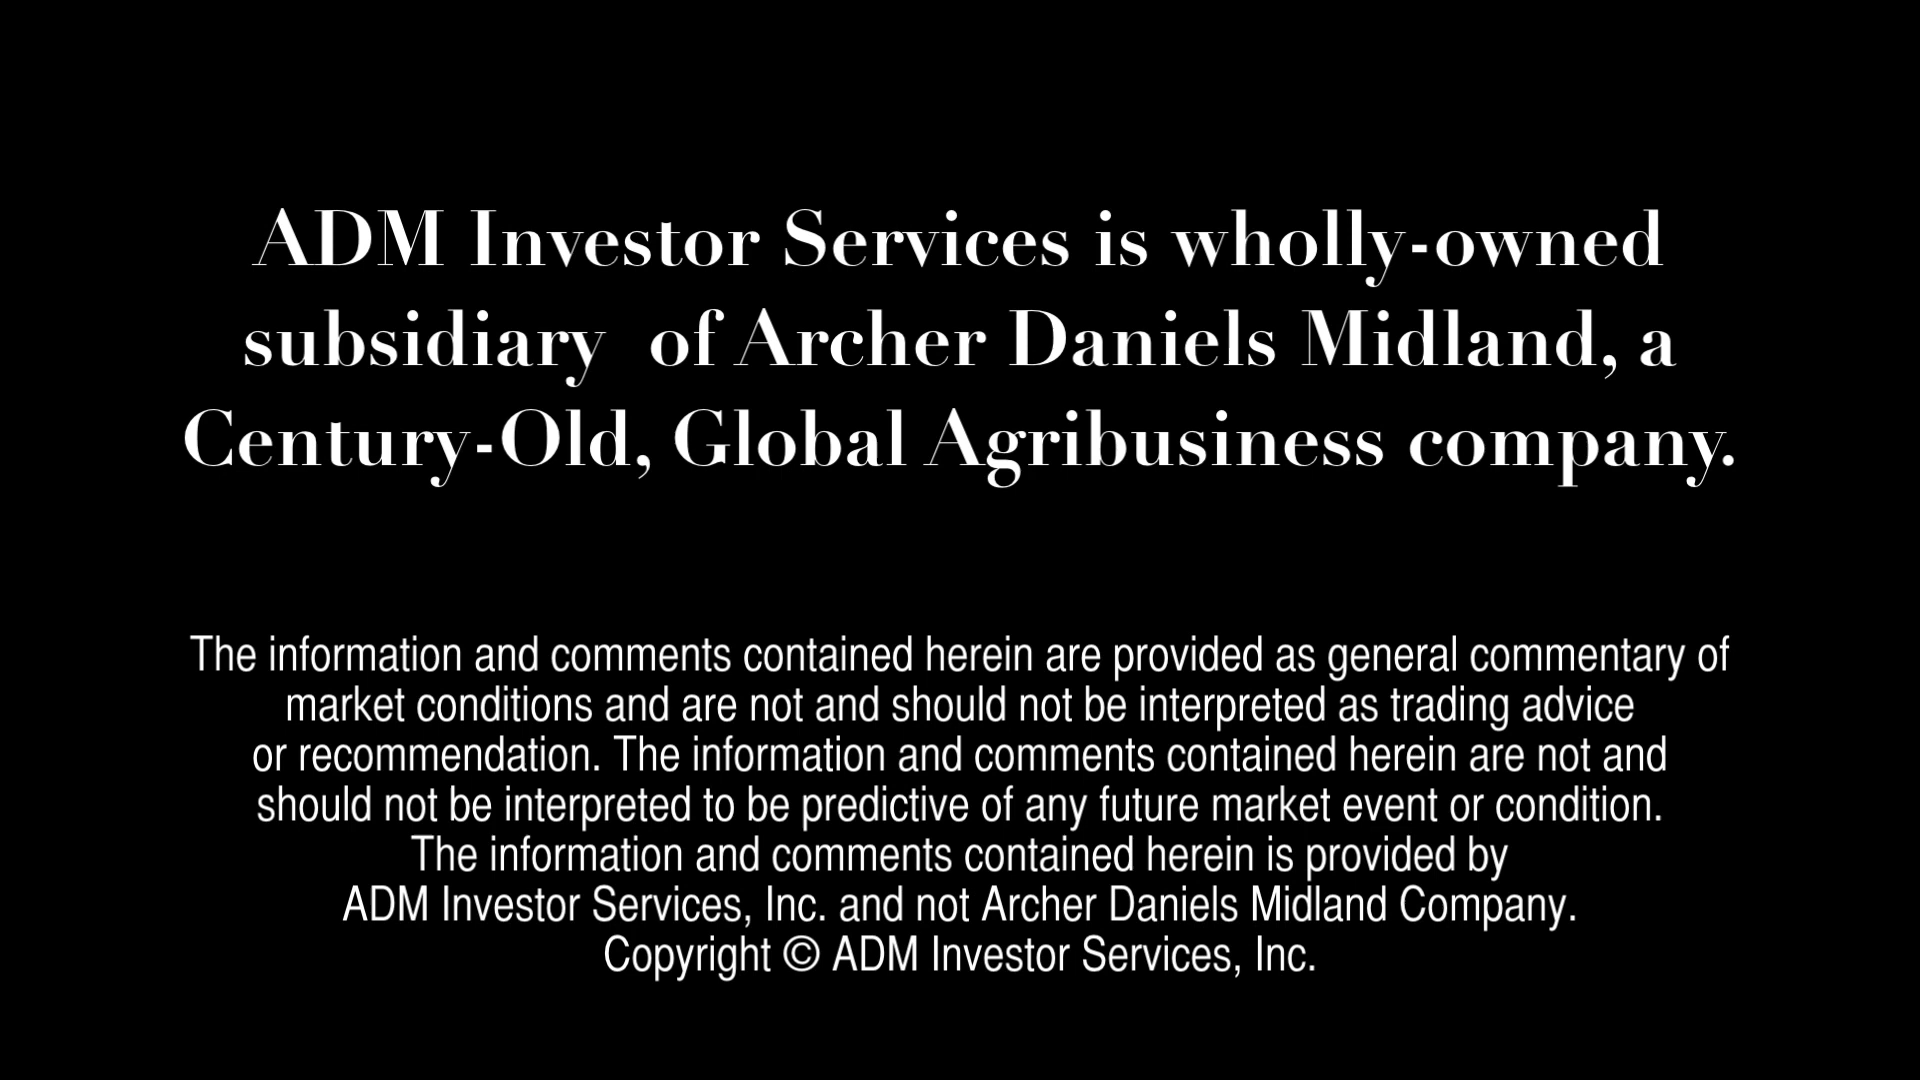 ADM Investor Services is wholly-owned
subsidiary  of Archer Daniels Midland, a
Century-Old, Global Agribusiness company.
The information and comments contained herein are provided as general commentary of
market conditions and are not and should not be interpreted as trading advice
or recommendation. The information and comments contained herein are not and
should not be interpreted to be predictive of any future market event or condition.
The information and comments contained herein is provided by
ADM Investor Services, Inc. and not Archer Daniels Midland Company.
Copyright © ADM Investor Services, Inc.